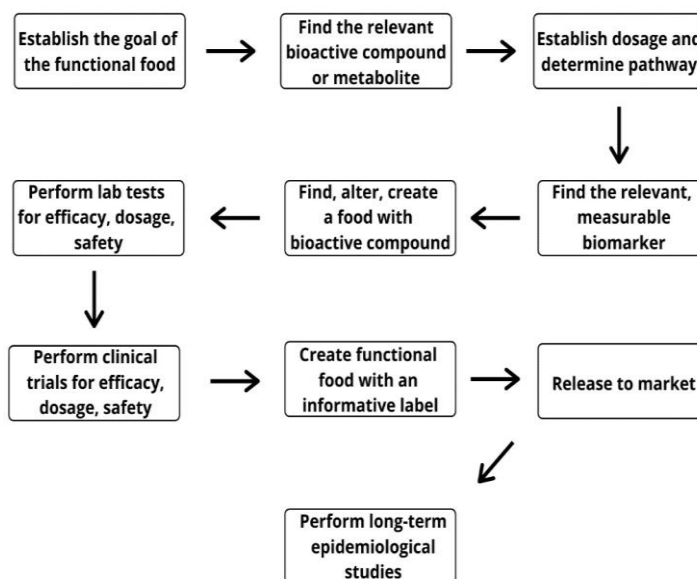 Establish the goal of
the functional food
Find the relevant
bioactive compound
or metabolite
Establish dosage and
determine pathway
Find the relevant,
measurable
biomarker
Find, alter, create
a food with
bioactive compound
Perform lab tests
for efficacy, dosage,
safety
Perform clinical
trials for efficacy,
dosage, safety
Create functional
food with an
informative label
Release to market
Perform long-term
epidemiological
studies